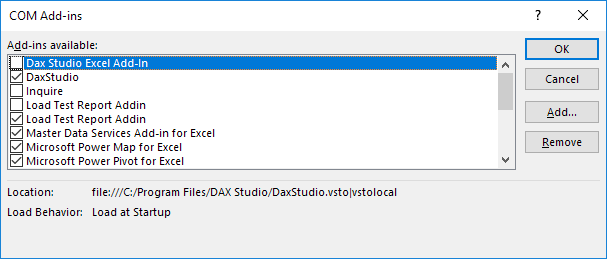 COM Add-ins
?
Add-ins available:
Dax Studio Excel Add-In
DaxStudio
Inquire
Load Test Report Addin
Load Test Report Addin
Master Data Services Add-in for Excel
Microsoft Power Map for Excel
Microsoft Power Pivot for Excel
OK
Cancel
Add...
Remove
Location: file:///C:/Program Files/DAX Studio/DaxStudio.vsto|vstolocal
Load Behavior: Load at Startup